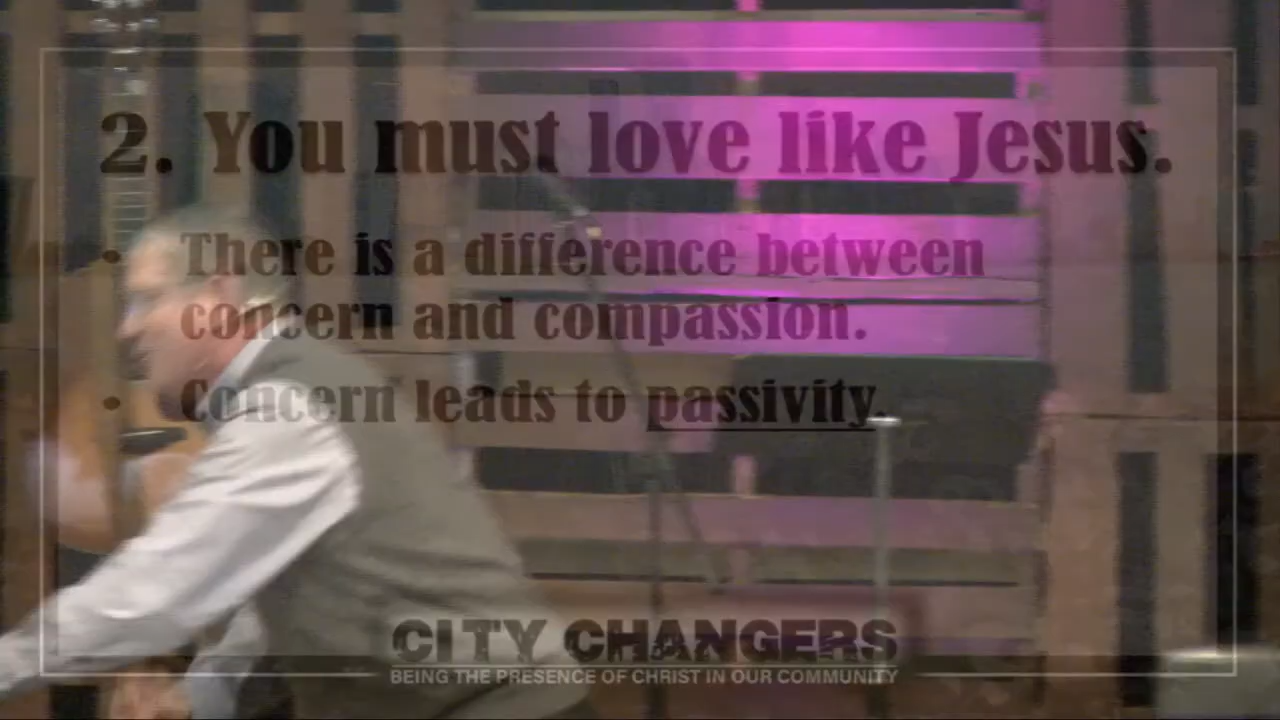 2. You must love like Jesus.
• There is a difference between
concern and compassion.
• Concern leads to passivity.
CITY CHANGERS
BEING THE PRESENCE OF CHRIST IN OUR COMMUNITY